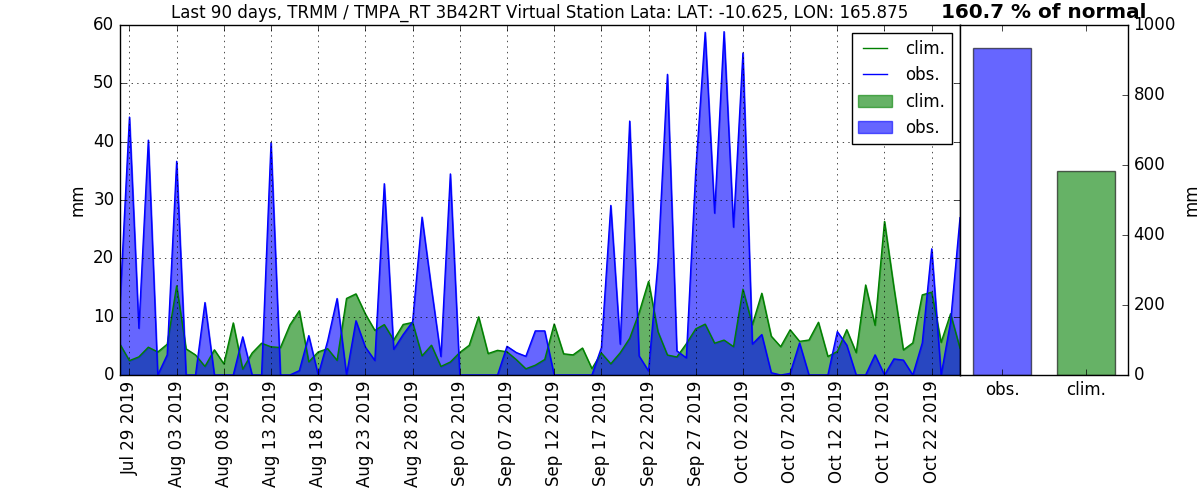 Last 90 days, TRMM / TMPA_RT 3B42RT Virtual Station Lata: LAT: -10.625, LON: 165.875
160.7 % of normal
60
50
40
30
20
10
0
mm
clim.
obs.
clim.
obs.
1000
800
600
400
200
0
mm
obs.
clim.
Jul 29 2019
Aug 03 2019
Aug 08 2019
Aug 13 2019
Aug 18 2019
Aug 23 2019
Aug 28 2019
Sep 02 2019
Sep 07 2019
Sep 12 2019
Sep 17 2019
Sep 22 2019
Sep 27 2019
Oct 02 2019
Oct 07 2019
Oct 12 2019
Oct 17 2019
Oct 22 2019